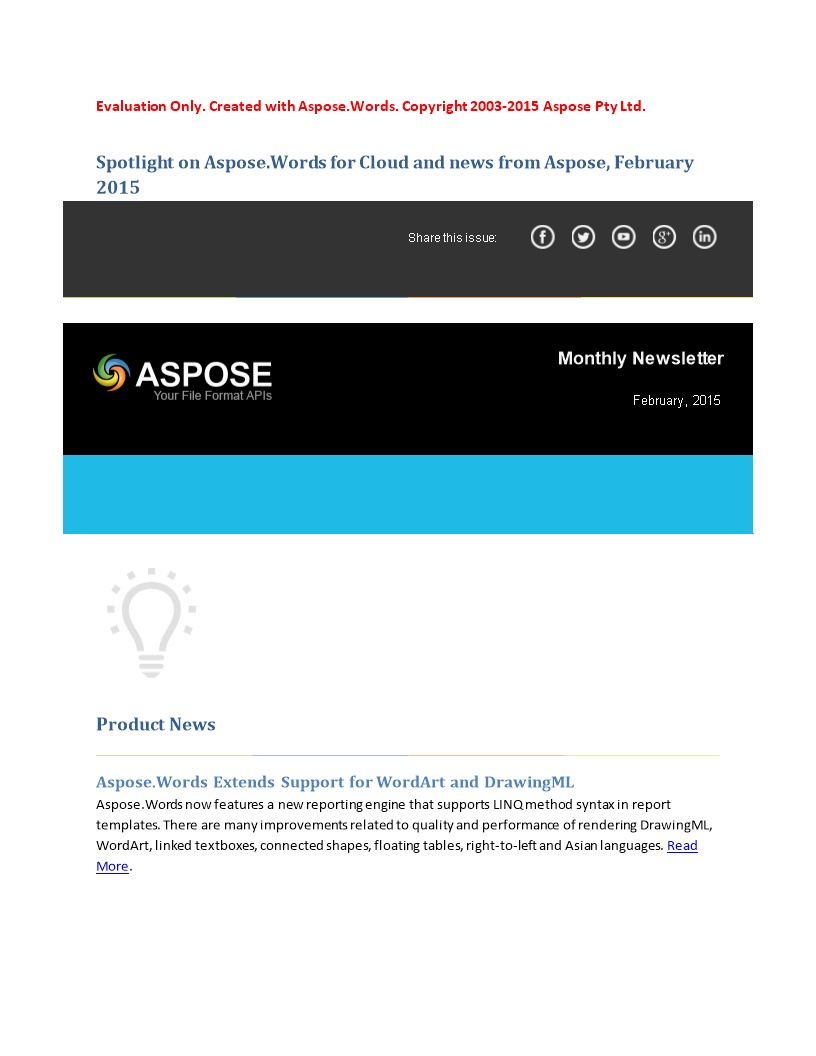 Evaluation Only. Created with Aspose.Words. Copyright 2003-2015 Aspose Pty Ltd.
Spotlight on Aspose.Words for Cloud and news from Aspose, February
2015
Share this issue:
Monthly Newsletter
ASPOSE
Your File Format APIs
February, 2015
Product News
Aspose.Words Extends Support for WordArt and DrawingML
Aspose.Words now features a new reporting engine that supports LINQ method syntax in report
templates. There are many improvements related to quality and performance of rendering DrawingML,
WordArt, linked textboxes, connected shapes, floating tables, right-to-left and Asian languages. Read
More.